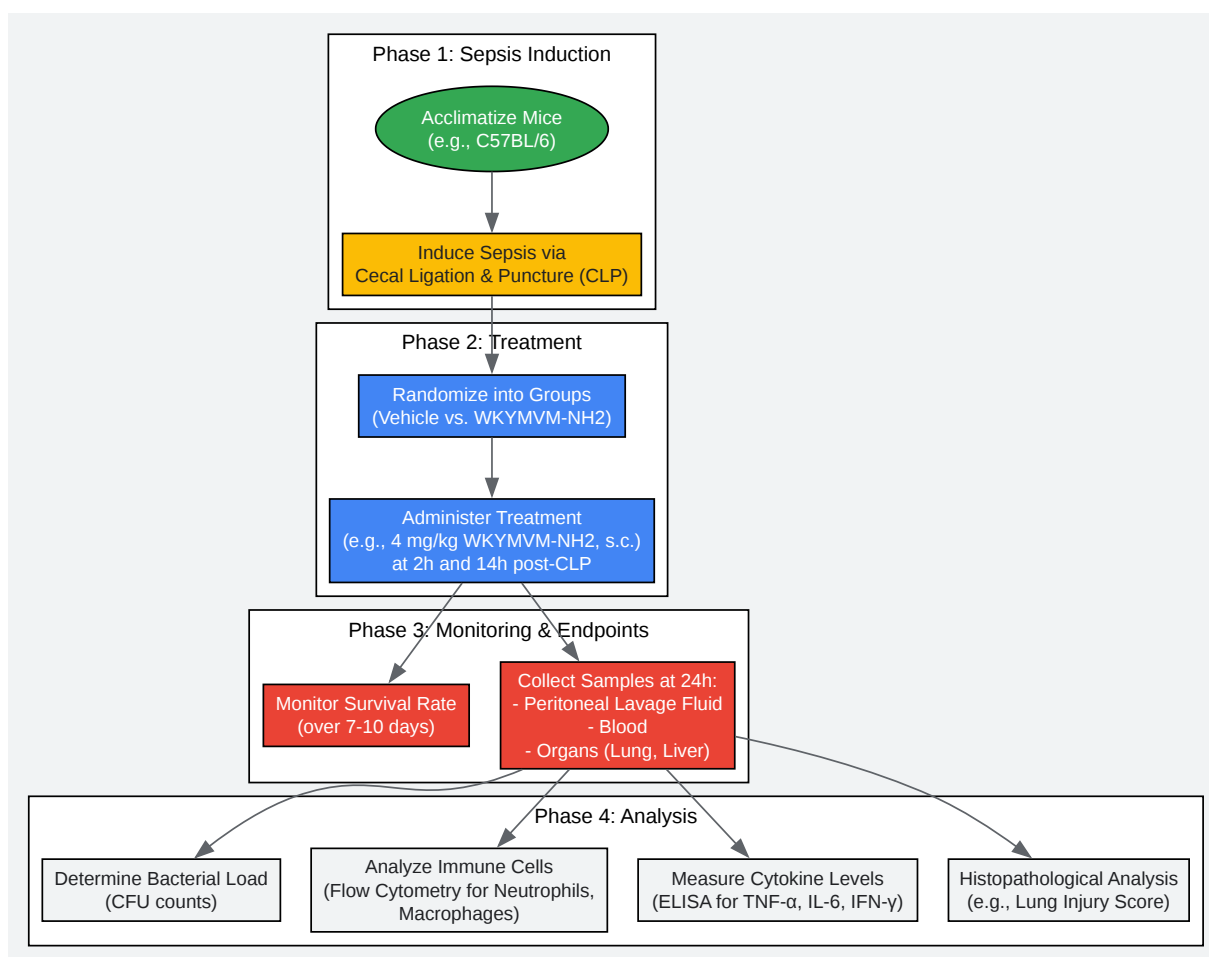 Phase 1: Sepsis Induction
Acclimatize Mice
(e.g., C57BL/6)
Induce Sepsis via
Cecal Ligation & Puncture (CLP)
Phase 2: Treatment
Randomize into Groups
(Vehicle vs. WKYMVM-NH2)
Administer Treatment
(e.g., 4 mg/kg WKYMVM-NH2, s.c.)
at 2h and 14h post-CLP
Phase 3: Monitoring & Endpoints
Monitor Survival Rate
(over 7-10 days)
Collect Samples at 24h:
- Peritoneal Lavage Fluid
- Blood
- Organs (Lung, Liver)
Phase 4: Analysis
Determine Bacterial Load
(CFU counts)
Analyze Immune Cells
(Flow Cytometry for Neutrophils,
Macrophages)
Measure Cytokine Levels
(ELISA for TNF-α, IL-6, IFN-γ)
Histopathological Analysis
(e.g., Lung Injury Score)